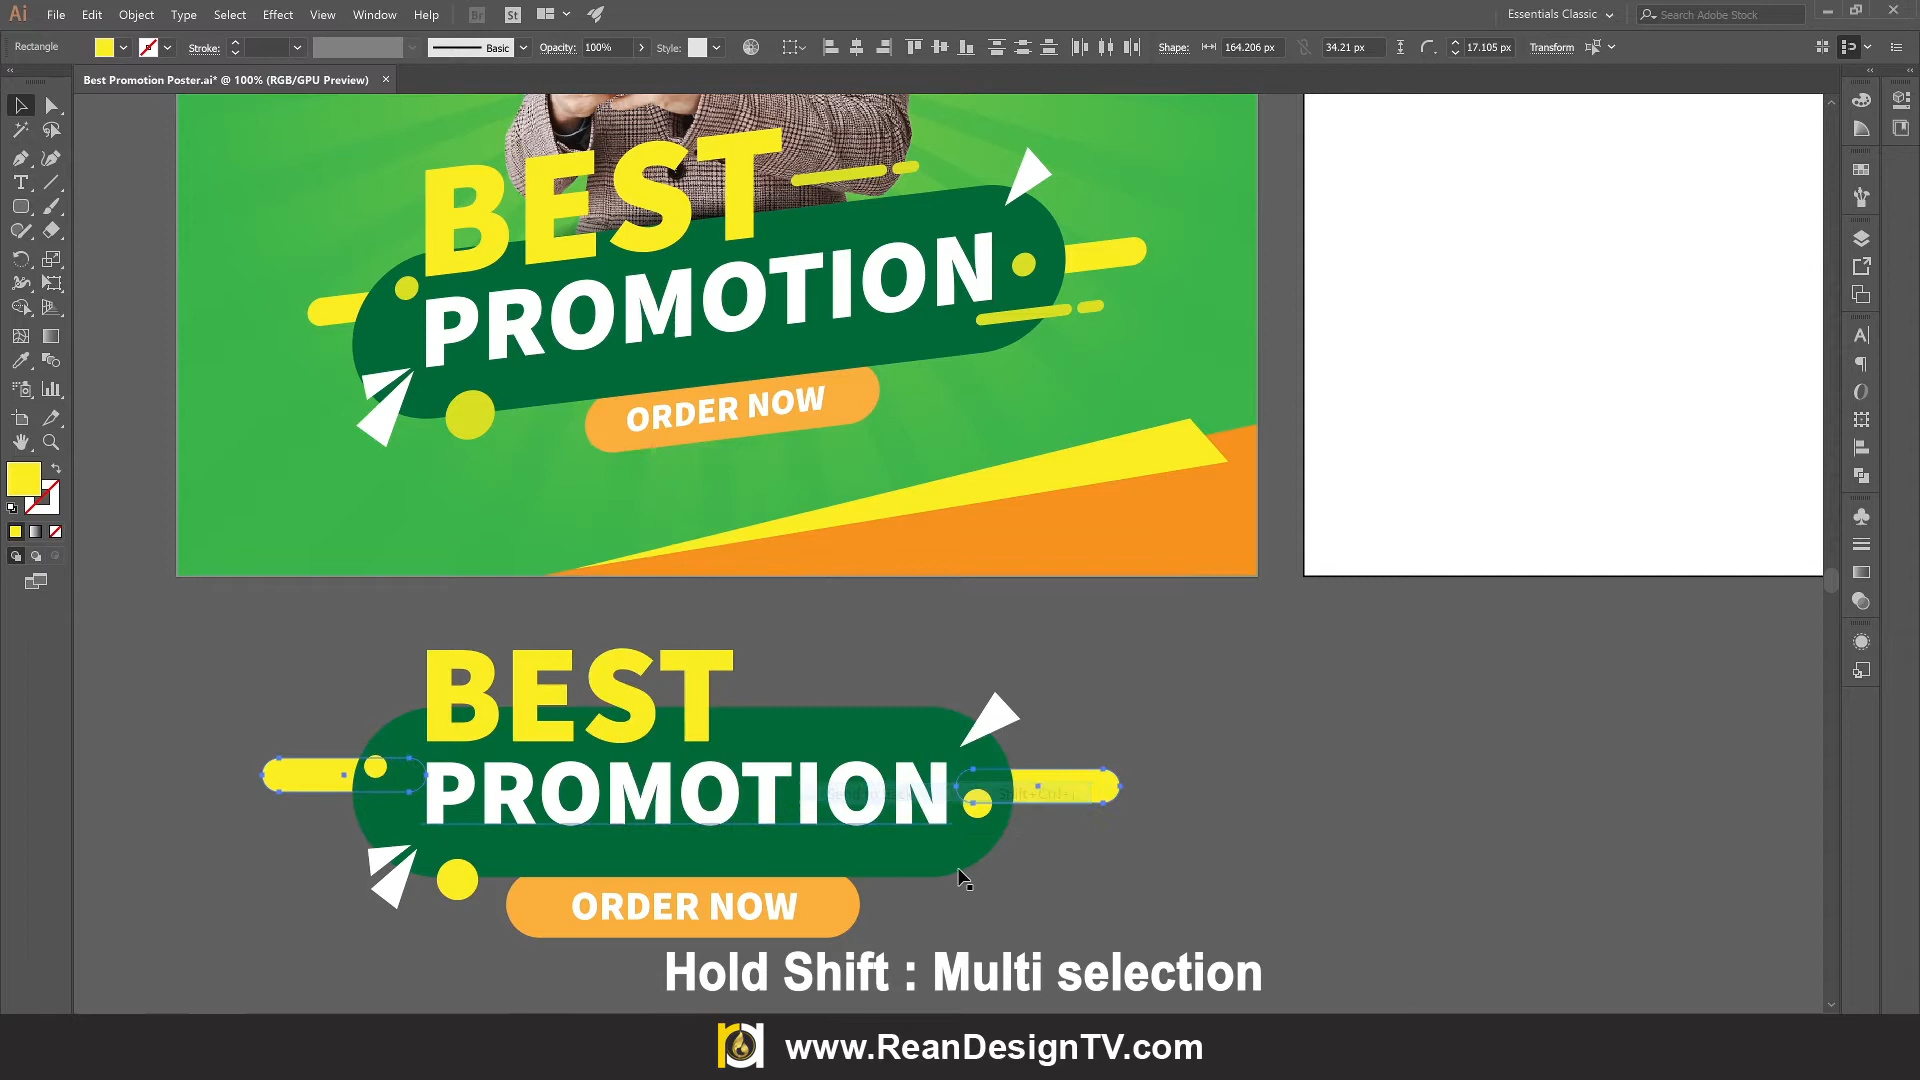 Ai File Edit Object Type Select Effect View Window Help Br St Essentials Classic Search Adobe Stock
Rectangle Stroke: Basic Opacity: 100% Style: Shape: 164.206 px 34.21 px 17.105 px Transform
Best Promotion Poster.ai* @ 100% (RGB/GPU Preview)
BEST
PROMOTION
ORDER NOW
BEST
PROMOTION
ORDER NOW
Hold Shift : Multi selection
www.ReanDesignTV.com